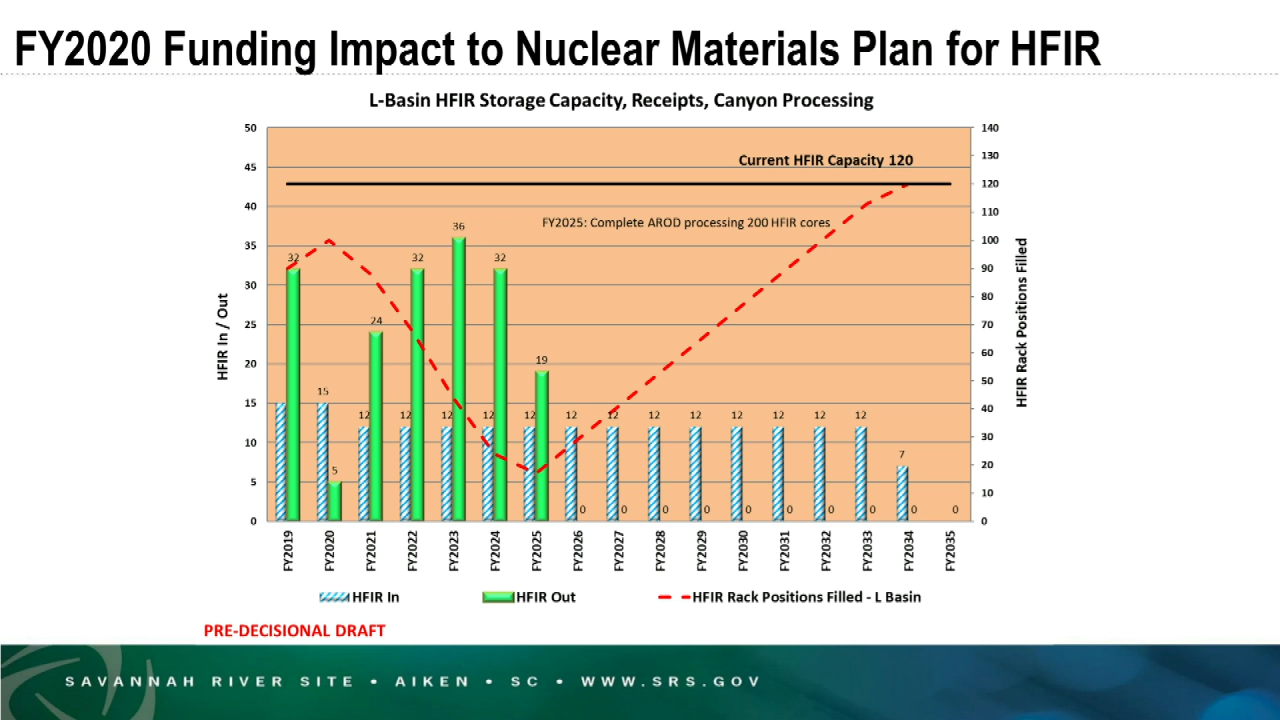 FY2020 Funding Impact to Nuclear Materials Plan for HFIR
L-Basin HFIR Storage Capacity, Receipts, Canyon Processing
50
45
40
35
30
25
20
15
10
5
0
HFIR In / Out
140
130
120
110
100
90
80
70
60
50
40
30
20
10
0
HFIR Rack Positions Filled
Current HFIR Capacity 120
FY2025: Complete AROD processing 200 HFIR cores
32
15
5
12
24
12
32
12
36
12
32
12
19
12
0
12
0
12
0
12
0
12
0
12
0
12
0
12
0
7
0
0
FY2019
FY2020
FY2021
FY2022
FY2023
FY2024
FY2025
FY2026
FY2027
FY2028
FY2029
FY2030
FY2031
FY2032
FY2033
FY2034
FY2035
HFIR In
HFIR Out
HFIR Rack Positions Filled - L Basin
PRE-DECISIONAL DRAFT
SAVANNAH RIVER SITE • AIKEN • SC • WWW.SRS.GOV